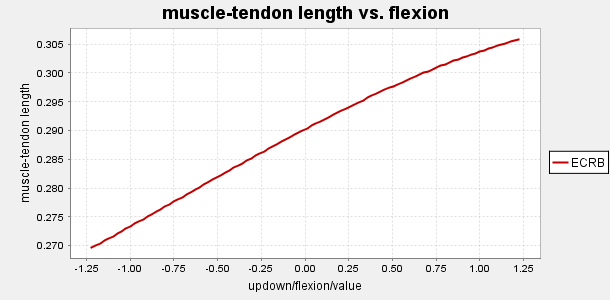 muscle-tendon length vs. flexion
muscle-tendon length
0.305
0.300
0.295
0.290
0.285
0.280
0.275
0.270
-1.25 -1.00 -0.75 -0.50 -0.25 0.00 0.25 0.50 0.75 1.00 1.25
updown/flexion/value
ECRB